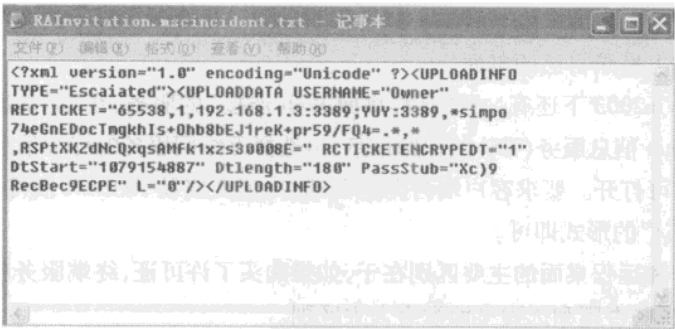 RAInvitation.mscincident.txt - 记事本
文件(F) 编辑(E) 格式(O) 查看(V) 帮助(H)
<?xml version="1.0" encoding="Unicode" ?><UPLOADINFO
TYPE="Escaiated"><UPLOADDATA USERNAME="Owner"
RECTICKET="65538,1,192.168.1.3:3389;YUY:3389,*simpo
74eGnEDocTmgkhIs+Ohb8bEJ1reK+pr59/FQ4=.*,*
,RSPtXKZdNcQxqsAMFk1xzs30008E=" RCTICKETENCRYPEDT="1"
DtStart="1079154887" Dtlength="180" PassStub="Xc)9
RecBec9ECPE" L="0"/></UPLOADINFO>